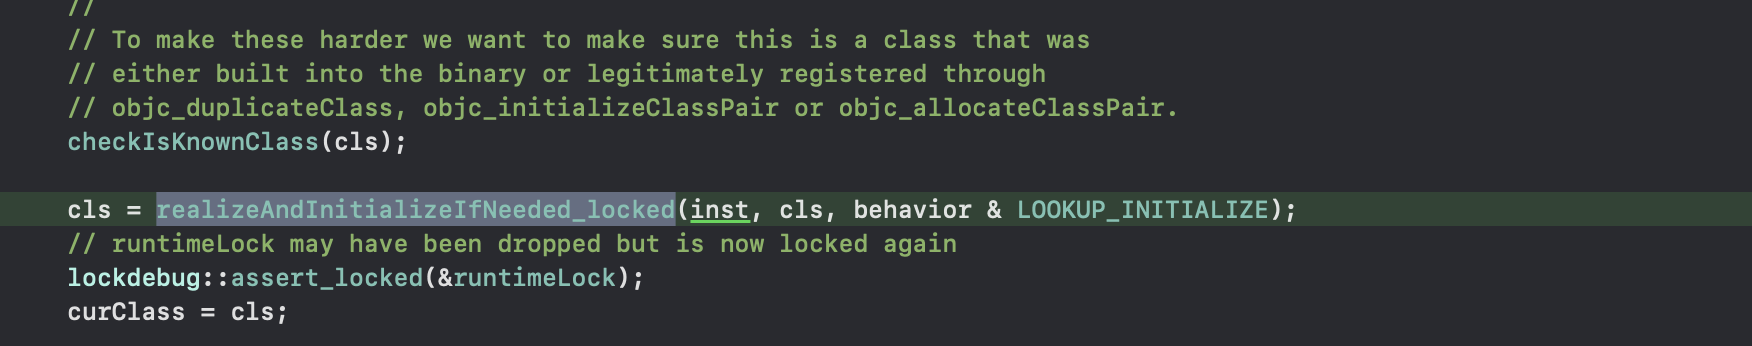 //
// To make these harder we want to make sure this is a class that was
// either built into the binary or legitimately registered through
// objc_duplicateClass, objc_initializeClassPair or objc_allocateClassPair.
checkIsKnownClass(cls);
cls = realizeAndInitializeIfNeeded_locked(inst, cls, behavior & LOOKUP_INITIALIZE);
// runtimeLock may have been dropped but is now locked again
lockdebug::assert_locked(&runtimeLock);
curClass = cls;